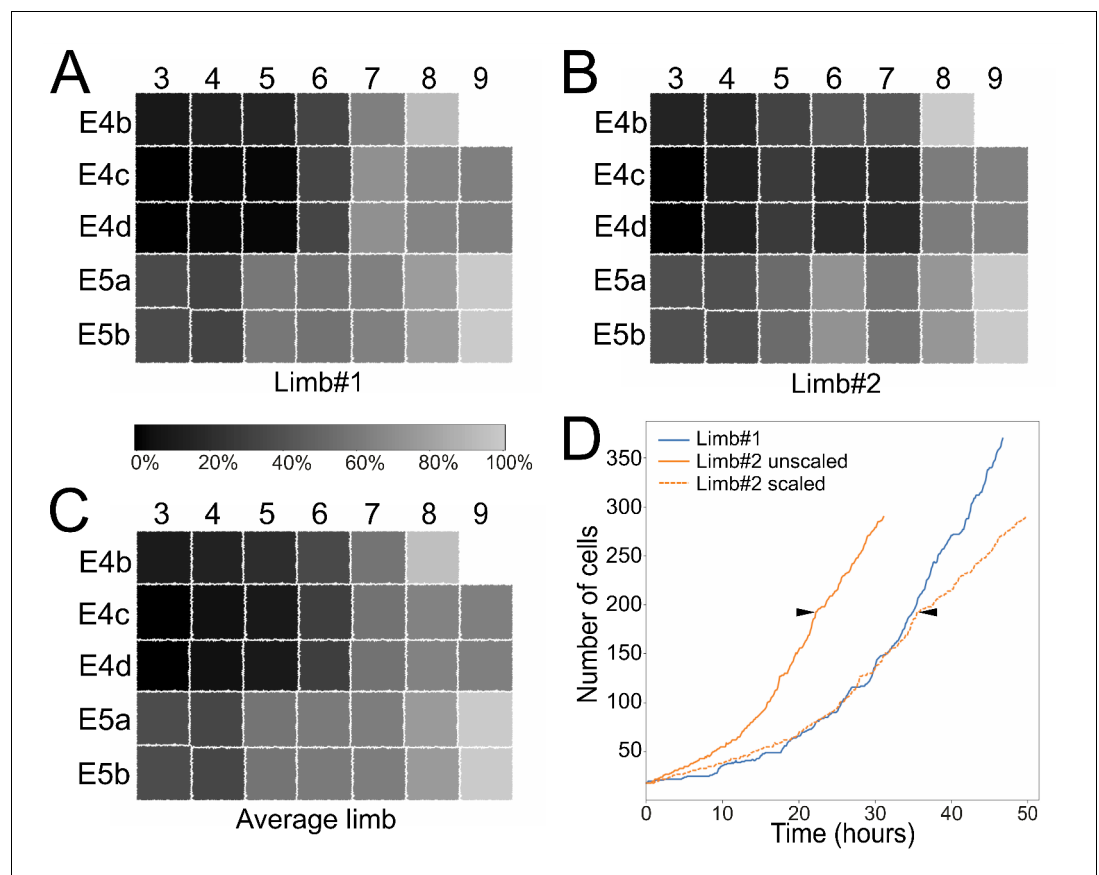 A
3 4 5 6 7 8 9
E4b
E4c
E4d
E5a
E5b
Limb#1
B
3 4 5 6 7 8 9
E4b
E4c
E4d
E5a
E5b
Limb#2
0% 20% 40% 60% 80% 100%
C
3 4 5 6 7 8 9
E4b
E4c
E4d
E5a
E5b
Average limb
D
Limb#1
Limb#2 unscaled
Limb#2 scaled
350
300
250
200
150
100
50
Number of cells
0 10 20 30 40 50
Time (hours)